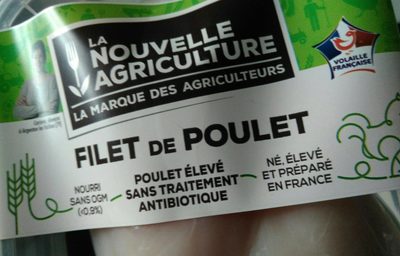 LA
NOUVELLE
AGRICULTURE
LA MARQUE DES AGRICULTEURS
VOLAILLE
FRANÇAISE
FILET DE POULET
NOURRI
SANS OGM
(<0,9%)
POULET ÉLEVÉ
SANS TRAITEMENT
ANTIBIOTIQUE
NÉ, ÉLEVÉ
ET PRÉPARÉ
EN FRANCE